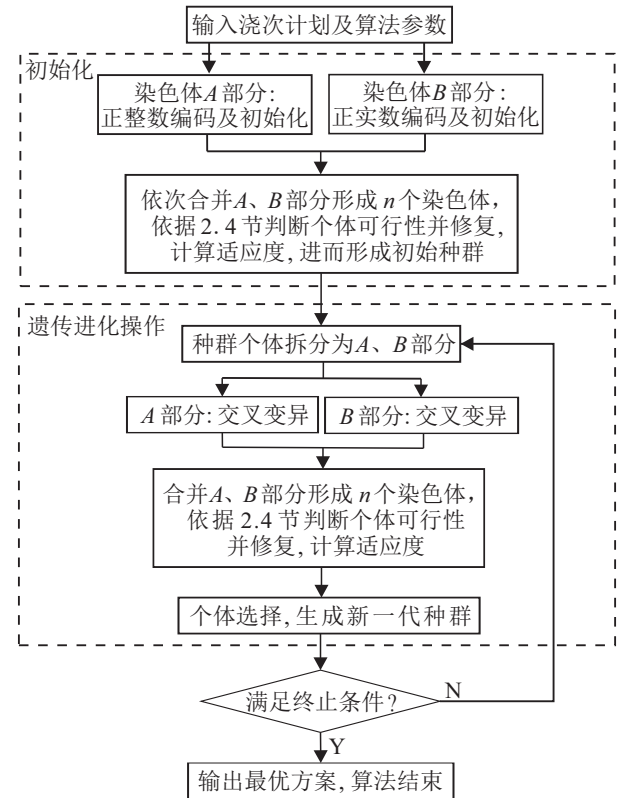 输入浇次计划及算法参数
初始化
染色体A部分:
正整数编码及初始化
染色体B部分:
正实数编码及初始化
依次合并A、B部分形成n个染色体,
依据2.4节判断个体可行性并修复,
计算适应度,进而形成初始种群
遗传进化操作
种群个体拆分为A、B部分
A部分:交叉变异
B部分:交叉变异
合并A、B部分形成n个染色体,
依据2.4节判断个体可行性
并修复,计算适应度
个体选择,生成新一代种群
满足终止条件?
N
Y
输出最优方案,算法结束